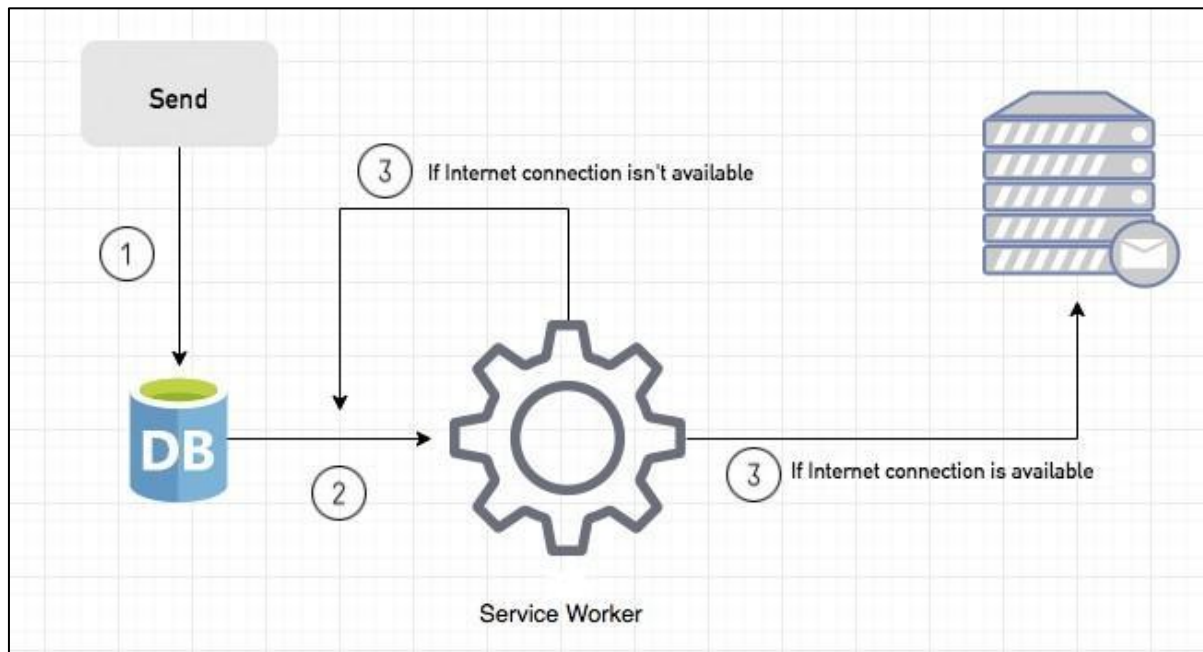 Send
3 If Internet connection isn't available
1
DB
2
3 If Internet connection is available
Service Worker